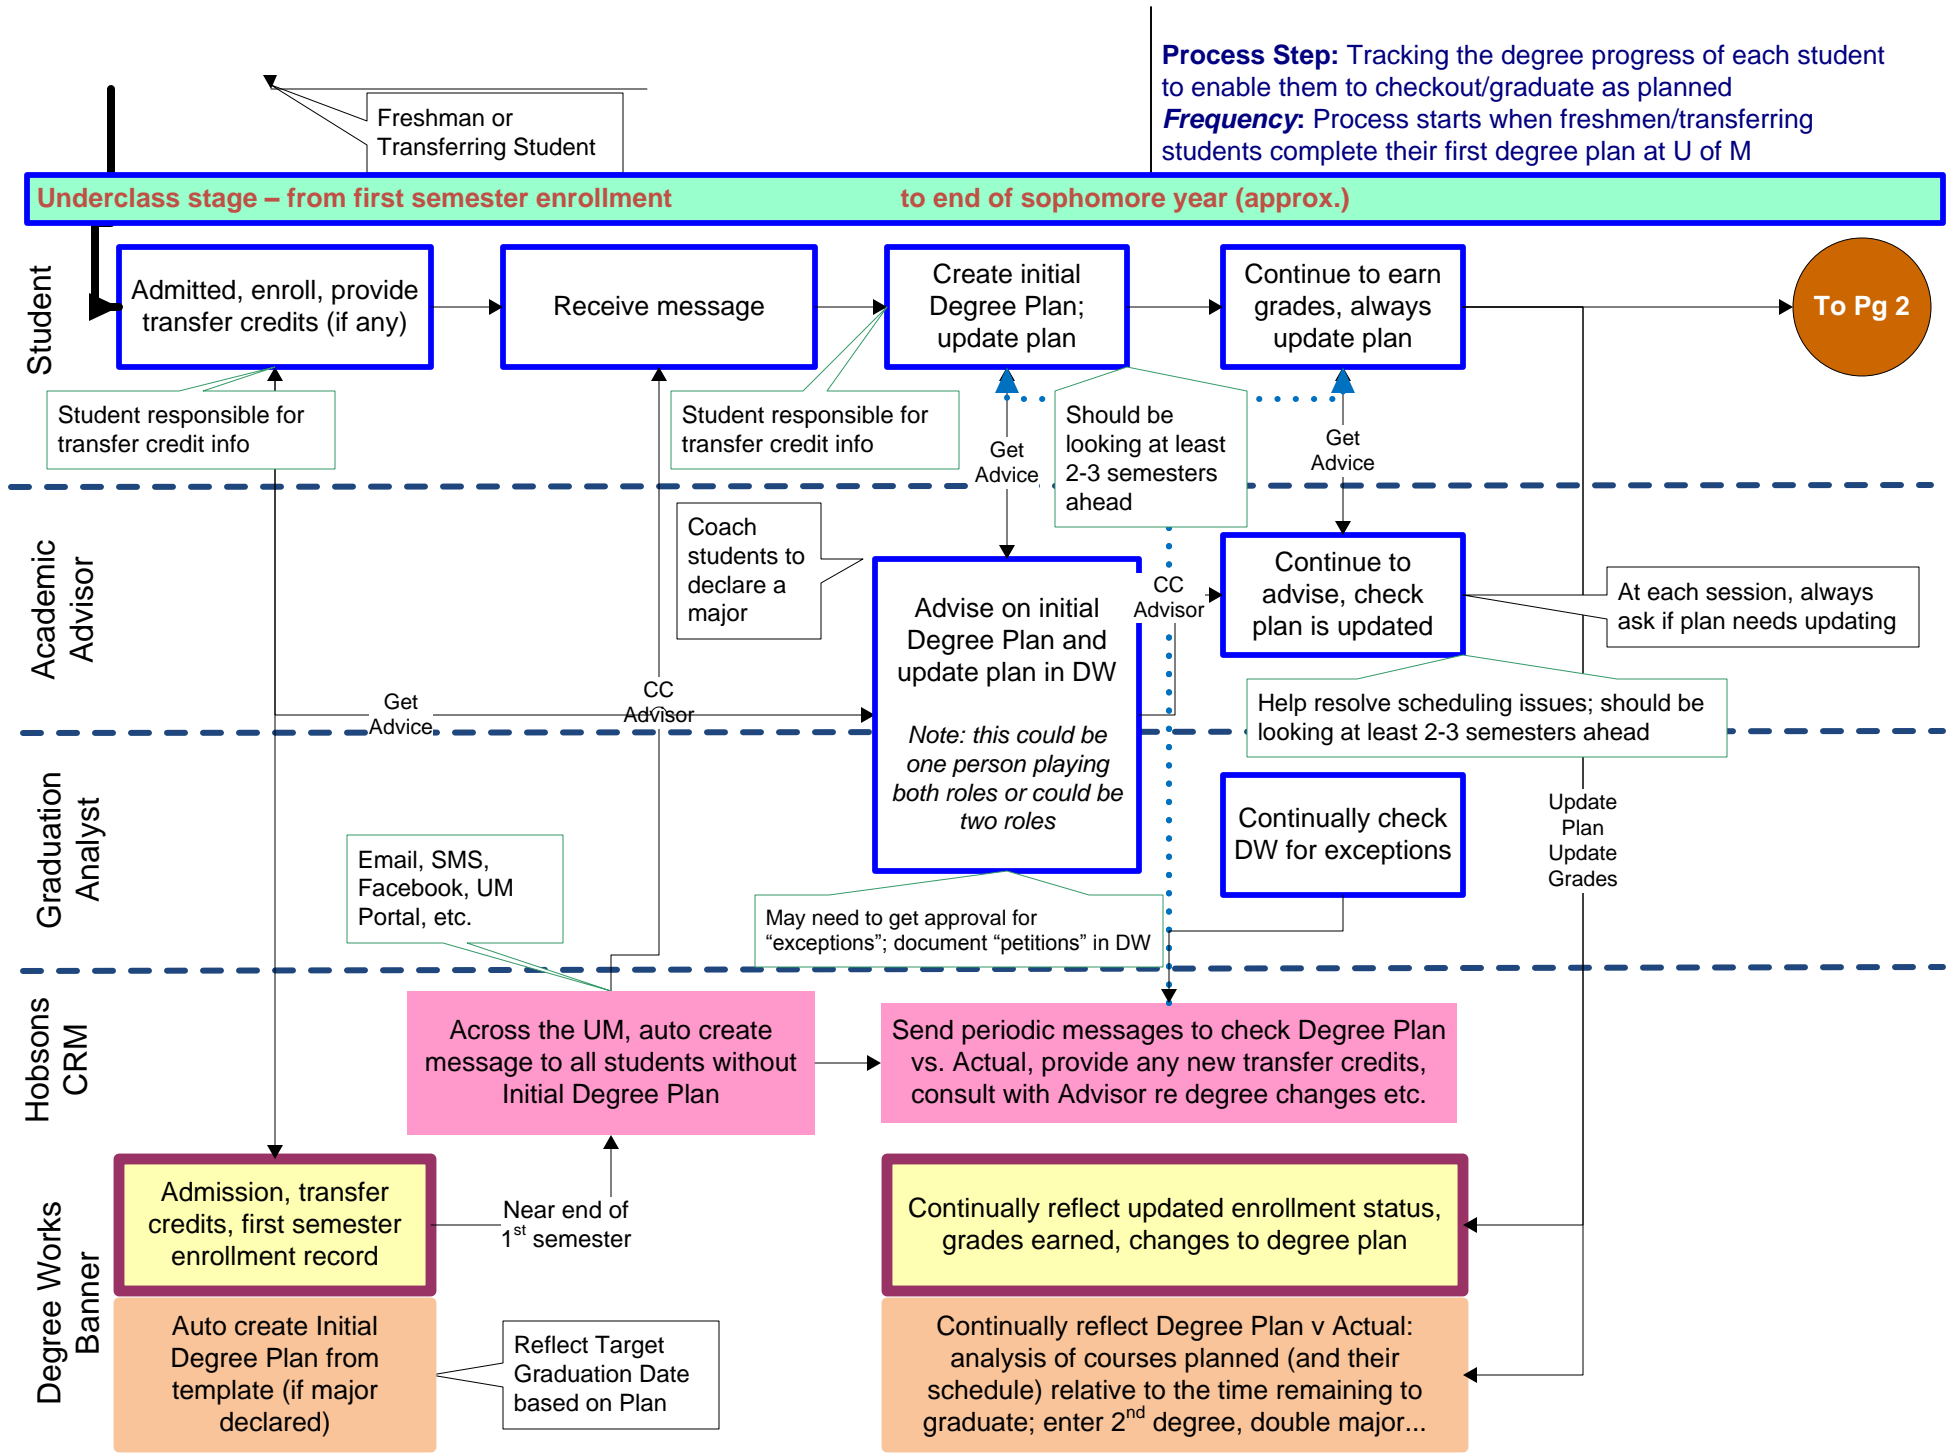 Process Step: Tracking the degree progress of each student
to enable them to checkout/graduate as planned
Frequency: Process starts when freshmen/transferring
students complete their first degree plan at U of M
Freshman or
Transferring Student
Underclass stage – from first semester enrollment to end of sophomore year (approx.)
Student
Admitted, enroll, provide
transfer credits (if any)
Receive message
Create initial
Degree Plan;
update plan
Continue to earn
grades, always
update plan
To Pg 2
Student responsible for
transfer credit info
Student responsible for
transfer credit info
Get
Advice
Should be
looking at least
2-3 semesters
ahead
Get
Advice
Academic
Advisor
Coach
students to
declare a
major
Advise on initial
Degree Plan and
update plan in DW
Note: this could be
one person playing
both roles or could be
two roles
CC
Advisor
Continue to
advise, check
plan is updated
At each session, always
ask if plan needs updating
Get
Advice
CC
Advisor
Help resolve scheduling issues; should be
looking at least 2-3 semesters ahead
Graduation
Analyst
Continually check
DW for exceptions
Update
Plan
Update
Grades
Email, SMS,
Facebook, UM
Portal, etc.
May need to get approval for
“exceptions”; document “petitions” in DW
Hobsons
CRM
Across the UM, auto create
message to all students without
Initial Degree Plan
Send periodic messages to check Degree Plan
vs. Actual, provide any new transfer credits,
consult with Advisor re degree changes etc.
Degree Works
Banner
Admission, transfer
credits, first semester
enrollment record
Near end of
1st semester
Continually reflect updated enrollment status,
grades earned, changes to degree plan
Auto create Initial
Degree Plan from
template (if major
declared)
Reflect Target
Graduation Date
based on Plan
Continually reflect Degree Plan v Actual:
analysis of courses planned (and their
schedule) relative to the time remaining to
graduate; enter 2nd degree, double major...